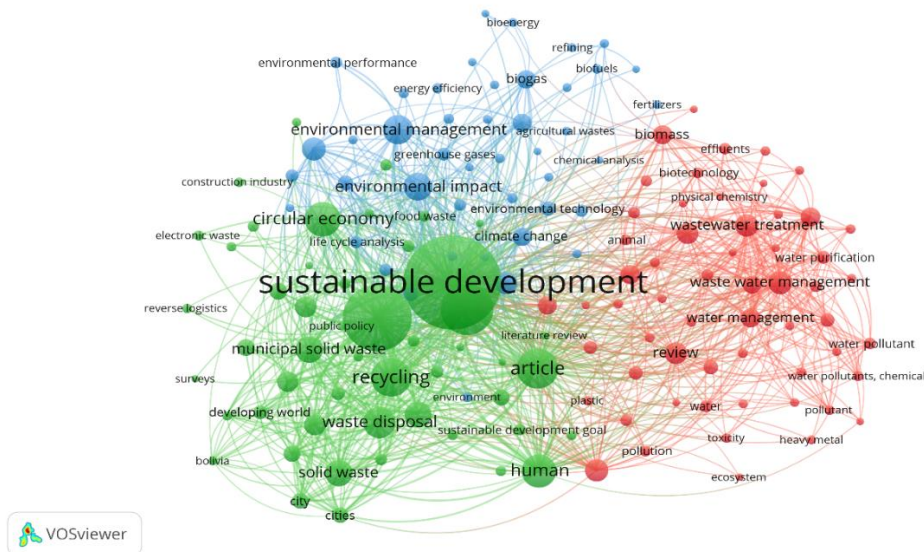 bioenergy
refining
environmental performance
biofuels
biogas
energy efficiency
fertilizers
environmental management
agricultural wastes
biomass
effluents
greenhouse gases
chemical analysis
biotechnology
construction industry
environmental impact
physical chemistry
circular economy
food waste
environmental technology
wastewater treatment
electronic waste
life cycle analysis
climate change
animal
water purification
sustainable development
waste water management
reverse logistics
public policy
literature review
water management
municipal solid waste
review
water pollutant
surveys
recycling
article
water pollutants, chemical
environment
plastic
developing world
water
pollutant
waste disposal
sustainable development goal
toxicity
heavy metal
bolivia
pollution
solid waste
human
ecosystem
city
cities
VOSviewer